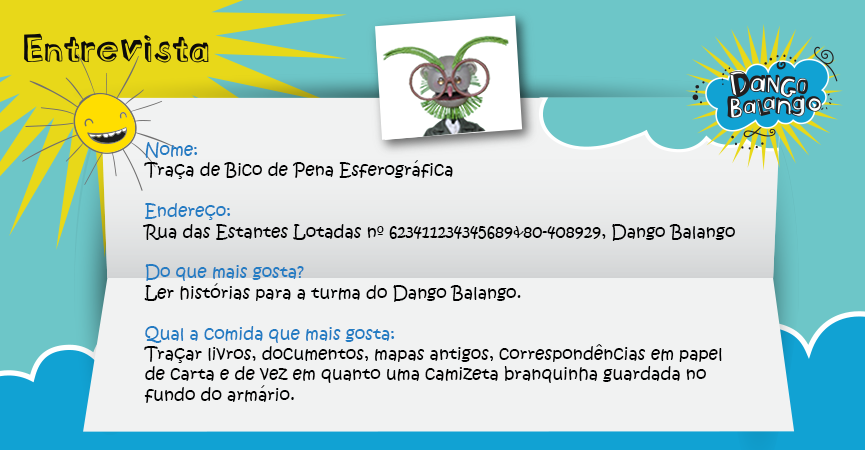 Entrevista
Dango
Balango
Nome:
Traça de Bico de Pena Esferográfica
Endereço:
Rua das Estantes Lotadas nº 623411234345689&80-408929, Dango Balango
Do que mais gosta?
Ler histórias para a turma do Dango Balango.
Qual a comida que mais gosta:
Traçar livros, documentos, mapas antigos, correspondências em papel
de carta e de vez em quanto uma camizeta branquinha guardada no
fundo do armário.